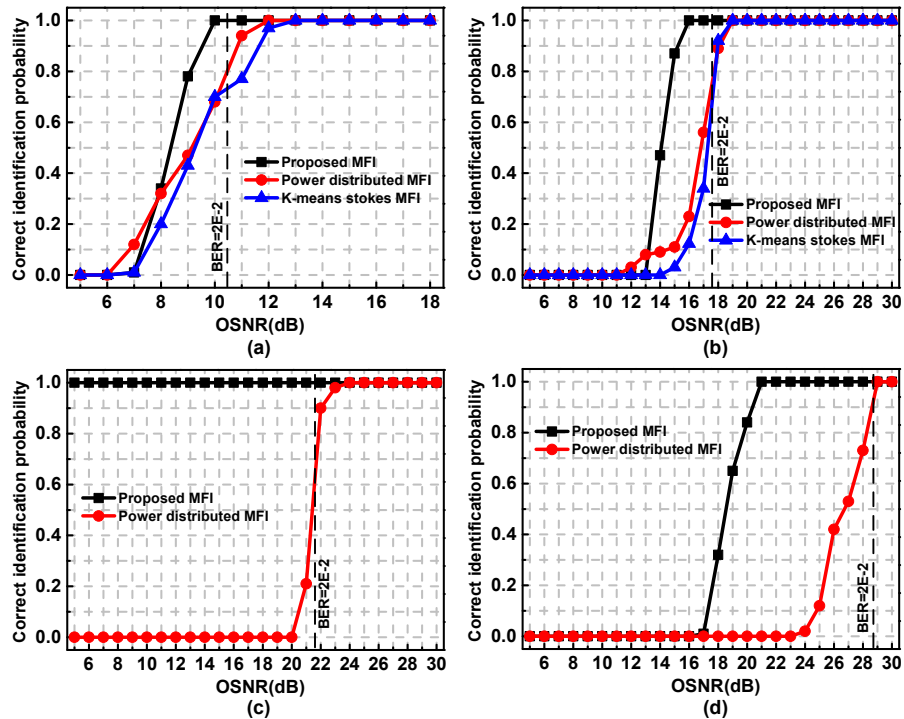 Correct identification probability
1.0
0.8
0.6
0.4
0.2
0.0
Proposed MFI
Power distributed MFI
K-means stokes MFI
BER=2E-2
6 8 10 12 14 16 18
OSNR(dB)
(a)
Correct identification probability
1.0
0.8
0.6
0.4
0.2
0.0
BER=2E-2
Proposed MFI
Power distributed MFI
K-means stokes MFI
6 8 10 12 14 16 18 20 22 24 26 28 30
OSNR(dB)
(b)
Correct identification probability
1.0
0.8
0.6
0.4
0.2
0.0
Proposed MFI
Power distributed MFI
BER=2E-2
6 8 10 12 14 16 18 20 22 24 26 28 30
OSNR(dB)
(c)
Correct identification probability
1.0
0.8
0.6
0.4
0.2
0.0
Proposed MFI
Power distributed MFI
BER=2E-2
6 8 10 12 14 16 18 20 22 24 26 28 30
OSNR(dB)
(d)